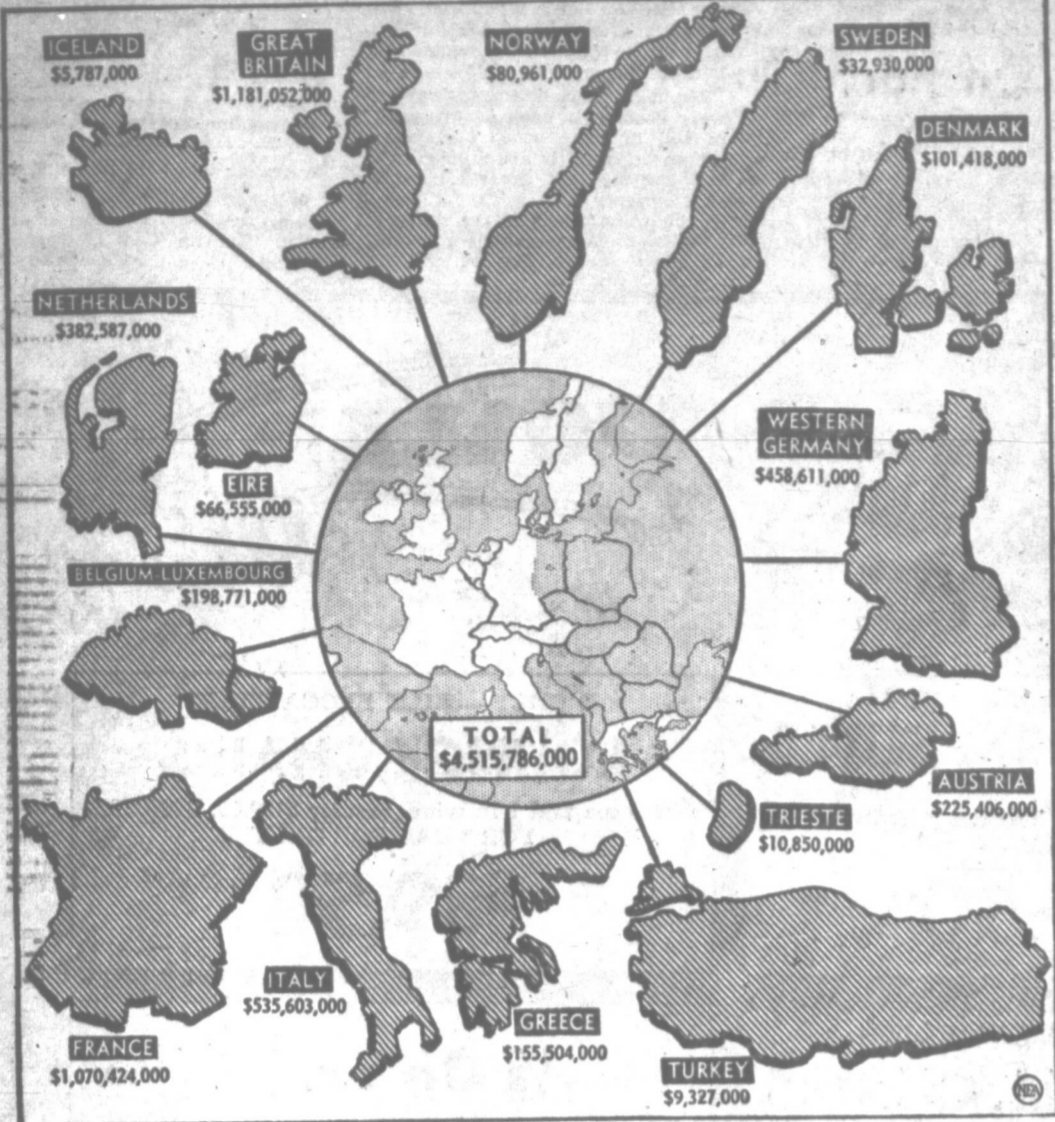 ICELAND
$5,787,000
GREAT
BRITAIN
$1,181,052,000
NORWAY
$80,961,000
SWEDEN
$32,930,000
DENMARK
$101,418,000
NETHERLANDS
$382,587,000
EIRE
$66,555,000
WESTERN
GERMANY
$458,611,000
BELGIUM-LUXEMBOURG
$198,771,000
TOTAL
$4,515,786,000
AUSTRIA
$225,406,000
TRIESTE
$10,850,000
ITALY
$535,603,000
GREECE
$155,504,000
FRANCE
$1,070,424,000
TURKEY
$9,327,000
NEA